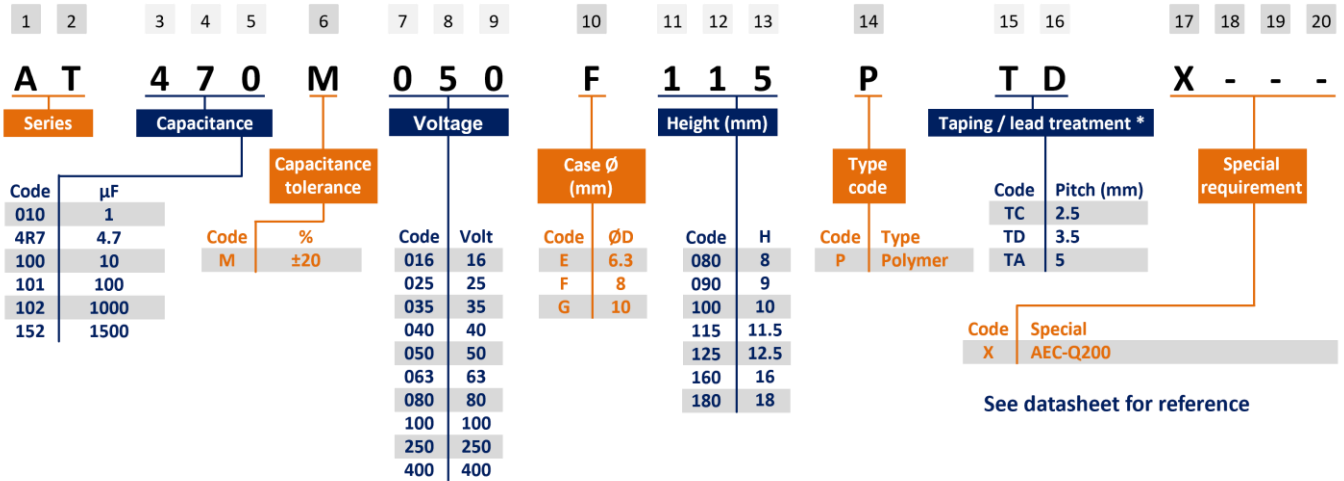 1 2 3 4 5 6 7 8 9 10 11 12 13 14 15 16 17 18 19 20
A T 4 7 0 M 0 5 0 F 1 1 5 P T D X - - -
Series Capacitance Voltage Height (mm) Taping / lead treatment *
Capacitance tolerance
Case Ø (mm)
Type code
Special requirement
Code µF
010 1
4R7 4.7
100 10
101 100
102 1000
152 1500
Code %
M ±20
Code Volt
016 16
025 25
035 35
040 40
050 50
063 63
080 80
100 100
250 250
400 400
Code ØD
E 6.3
F 8
G 10
Code H
080 8
090 9
100 10
115 11.5
125 12.5
160 16
180 18
Code Type
P Polymer
Code Pitch (mm)
TC 2.5
TD 3.5
TA 5
Code Special
X AEC-Q200
See datasheet for reference